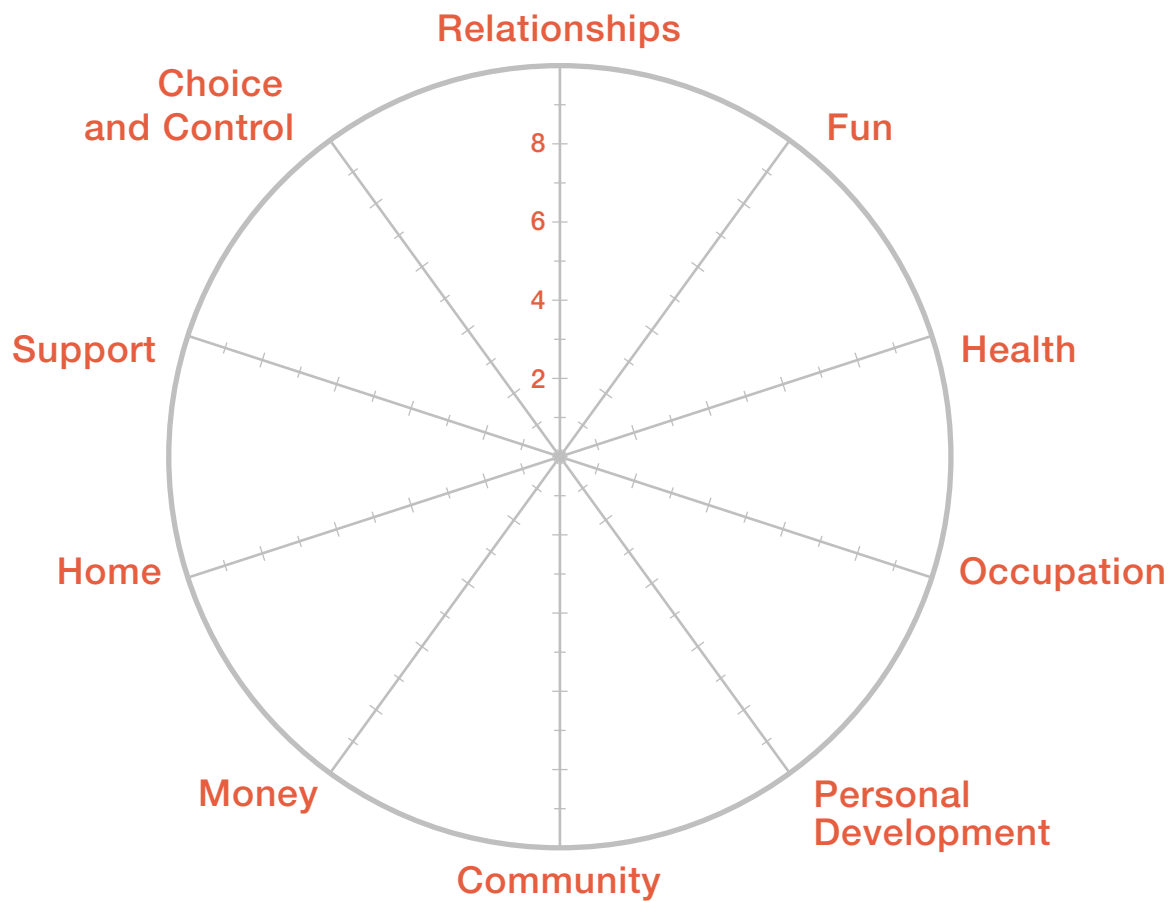 Relationships
Choice
and Control
Fun
8
6
4
2
Support
Health
Home
Occupation
Money
Personal
Development
Community